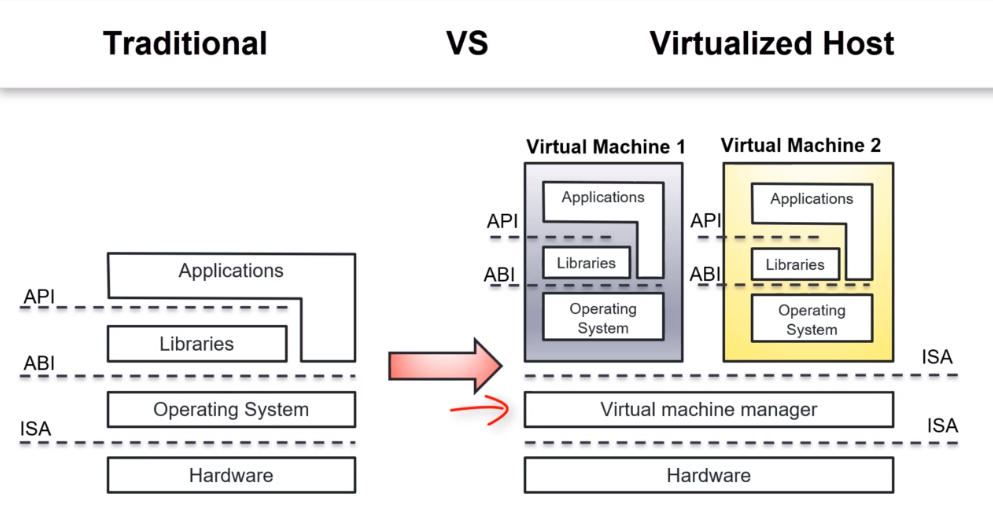 Traditional
VS
Virtualized Host
API
ABI
ISA
Applications
Libraries
Operating System
Hardware
Virtual Machine 1
API
ABI
Applications
Libraries
Operating
System
Virtual Machine 2
API
ABI
Applications
Libraries
Operating
System
ISA
Virtual machine manager
ISA
Hardware